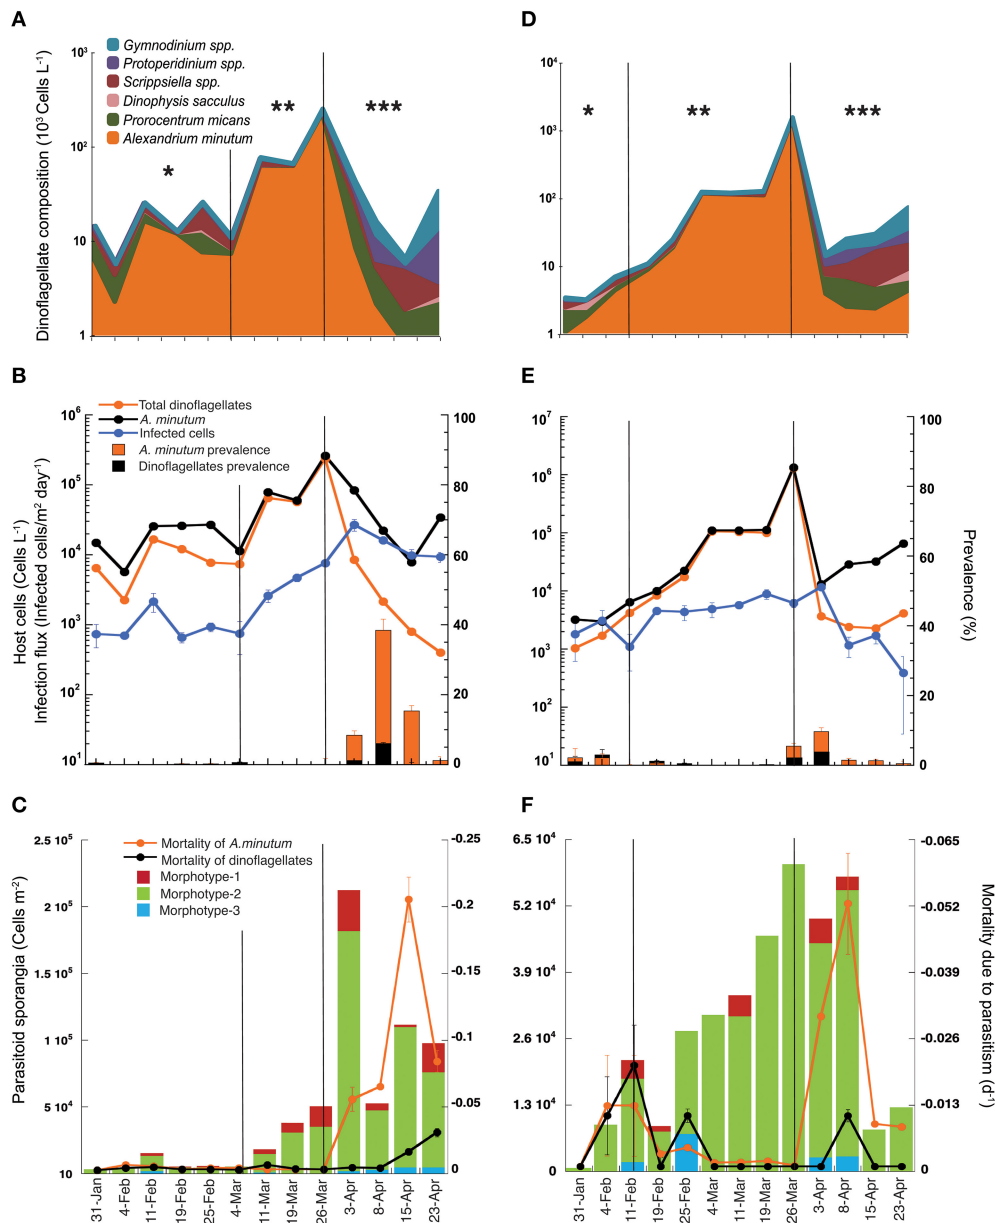 A
10³
10²
10
1
Dinoflagellate composition (10³ Cells L⁻¹)
Gymnodinium spp.
Protoperidinium spp.
Scrippsiella spp.
Dinophysis sacculus
Prorocentrum micans
Alexandrium minutum
*
**
***
D
10⁴
10³
10²
10
1
*
**
***
B
Total dinoflagellates
A. minutum
Infected cells
A. minutum prevalence
Dinoflagellates prevalence
10⁶
10⁵
10⁴
10³
10²
10¹
Host cells (Cells L⁻¹)
Infection flux (Infected cells/m² day⁻¹)
100
80
60
40
20
0
E
10⁷
10⁶
10⁵
10⁴
10³
10²
10¹
100
80
60
40
20
0
Prevalence (%)
C
Mortality of A.minutum
Mortality of dinoflagellates
Morphotype-1
Morphotype-2
Morphotype-3
2.5 10⁵
2 10⁵
1.5 10⁵
1 10⁵
5 10⁴
10
Parasitoid sporangia (Cells m⁻²)
-0.25
-0.2
-0.15
-0.1
-0.05
0
31-Jan
4-Feb
11-Feb
19-Feb
25-Feb
4-Mar
11-Mar
19-Mar
26-Mar
3-Apr
8-Apr
15-Apr
23-Apr
F
6.5 10⁴
5.2 10⁴
3.9 10⁴
2.6 10⁴
1.3 10⁴
0
-0.065
-0.052
-0.039
-0.026
-0.013
0
Mortality due to parasitism (d⁻¹)
31-Jan
4-Feb
11-Feb
19-Feb
25-Feb
4-Mar
11-Mar
19-Mar
26-Mar
3-Apr
8-Apr
15-Apr
23-Apr